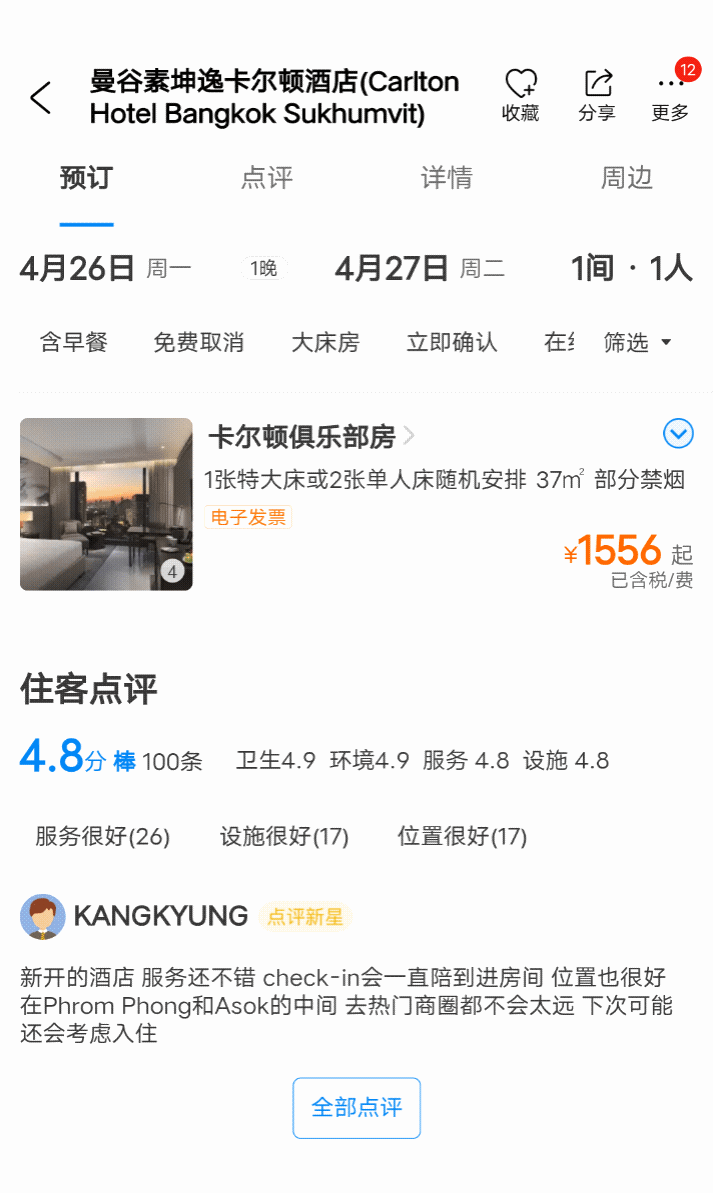 曼谷素坤逸卡尔顿酒店(Carlton
Hotel Bangkok Sukhumvit)
收藏
分享
12
更多
预订
点评
详情
周边
4月26日 周一
1晚
4月27日 周二
1间 · 1人
含早餐
免费取消
大床房
立即确认
在
筛选
卡尔顿俱乐部房
1张特大床或2张单人床随机安排 37㎡ 部分禁烟
电子发票
4
¥1556 起
已含税/费
住客点评
4.8分 棒 100条 卫生4.9 环境4.9 服务 4.8 设施 4.8
服务很好(26)
设施很好(17)
位置很好(17)
KANGKYUNG 点评新星
新开的酒店 服务还不错 check-in会一直陪到进房间 位置也很好
在Phrom Phong和Asok的中间 去热门商圈都不会太远 下次可能
还会考虑入住
全部点评